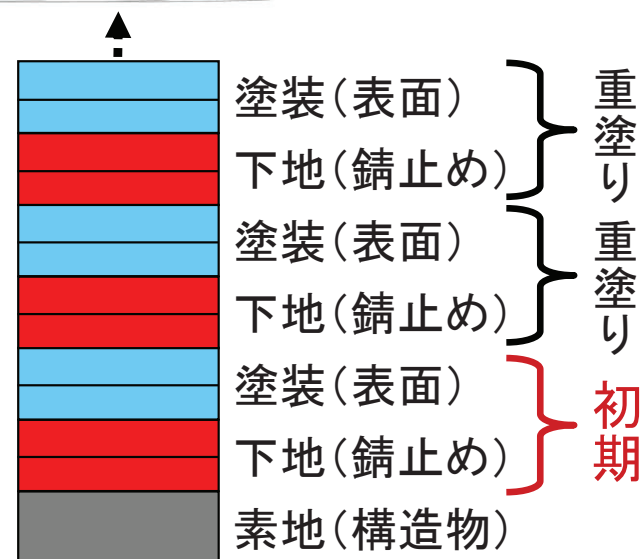 塗装(表面)
下地(錆止め)
重塗り
塗装(表面)
下地(錆止め)
重塗り
塗装(表面)
下地(錆止め)
初期
素地(構造物)